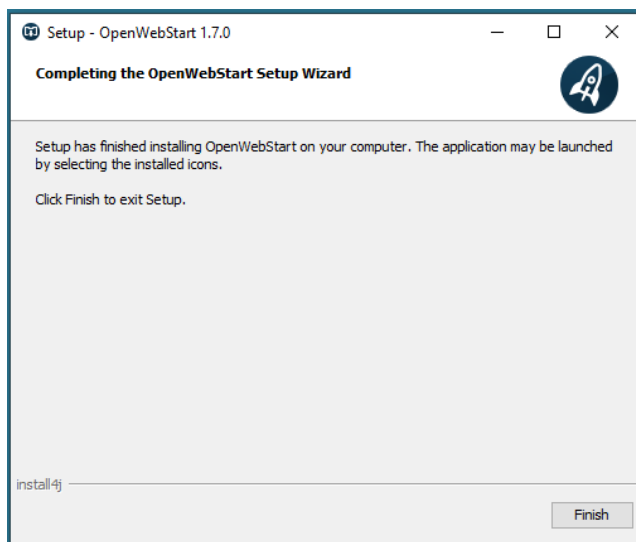 Setup - OpenWebStart 1.7.0
Completing the OpenWebStart Setup Wizard
Setup has finished installing OpenWebStart on your computer. The application may be launched
by selecting the installed icons.
Click Finish to exit Setup.
install4j
Finish